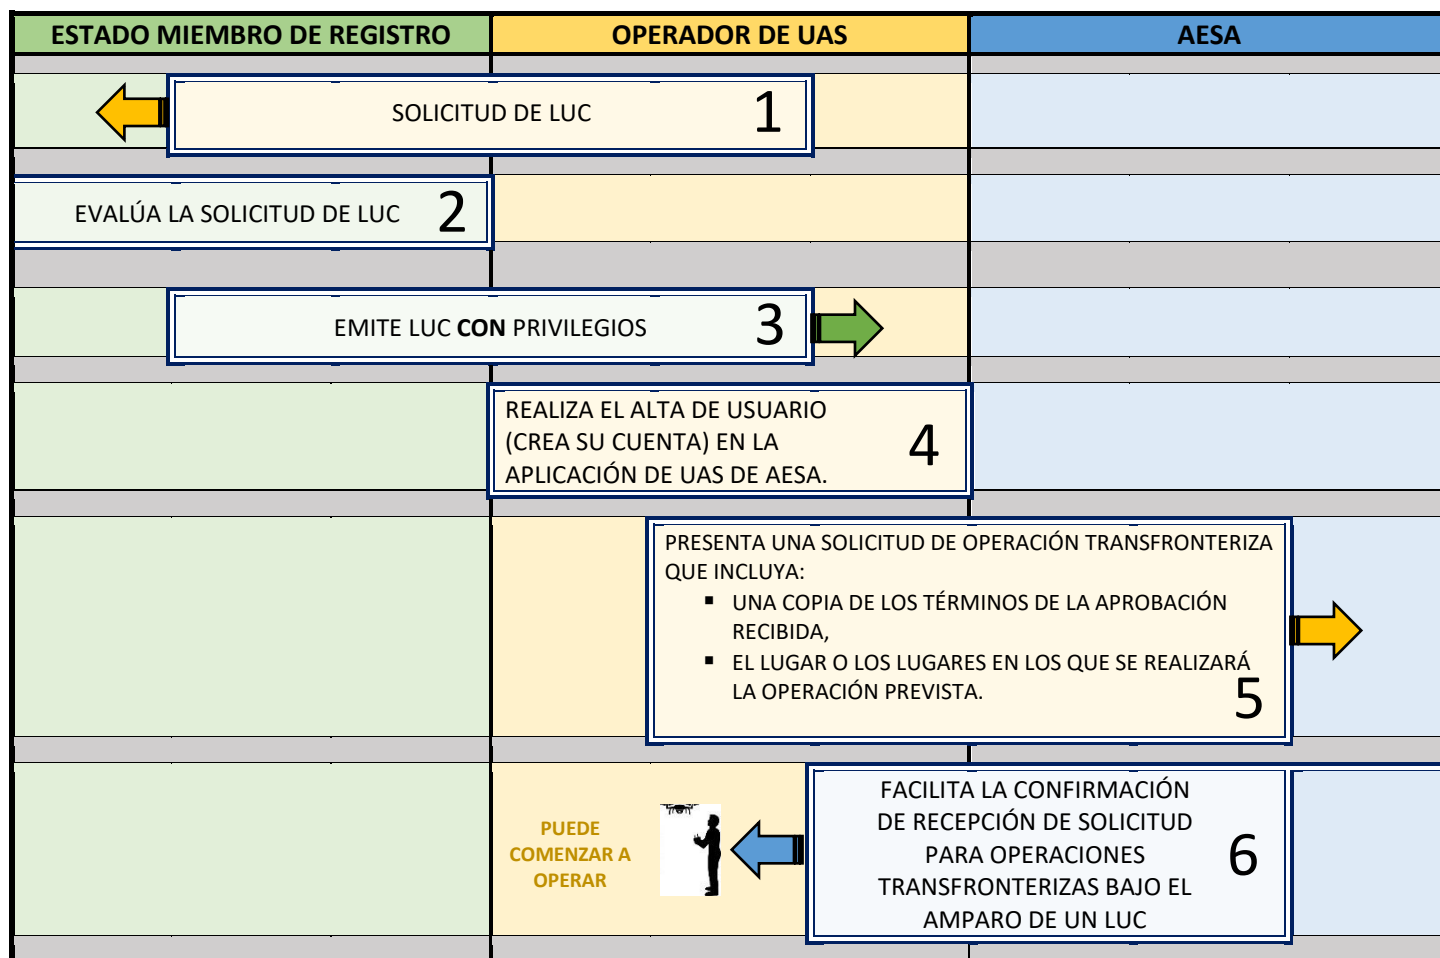 ESTADO MIEMBRO DE REGISTRO
OPERADOR DE UAS
AESA
SOLICITUD DE LUC
1
EVALÚA LA SOLICITUD DE LUC
2
EMITE LUC CON PRIVILEGIOS
3
REALIZA EL ALTA DE USUARIO
(CREA SU CUENTA) EN LA
APLICACIÓN DE UAS DE AESA.
4
PRESENTA UNA SOLICITUD DE OPERACIÓN TRANSFRONTERIZA
QUE INCLUYA:
▪ UNA COPIA DE LOS TÉRMINOS DE LA APROBACIÓN
RECIBIDA,
▪ EL LUGAR O LOS LUGARES EN LOS QUE SE REALIZARÁ
LA OPERACIÓN PREVISTA.
5
PUEDE
COMENZAR A
OPERAR
FACILITA LA CONFIRMACIÓN
DE RECEPCIÓN DE SOLICITUD
PARA OPERACIONES
TRANSFRONTERIZAS BAJO EL
AMPARO DE UN LUC
6